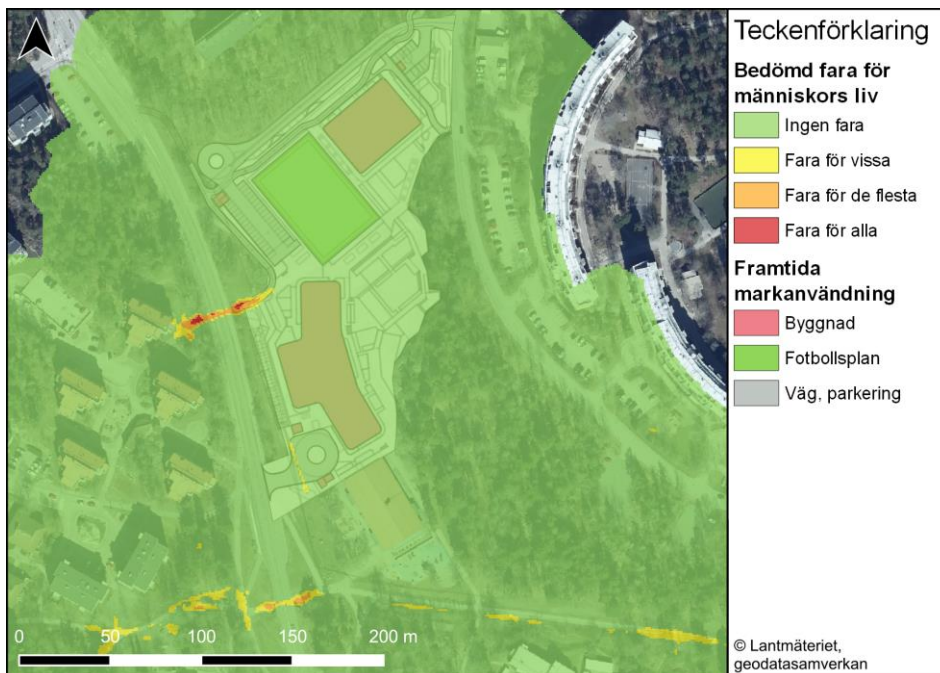 Teckenförklaring
Bedömd fara för
människors liv
Ingen fara
Fara för vissa
Fara för de flesta
Fara för alla
Framtida
markanvändning
Byggnad
Fotbollsplan
Väg, parkering
0 50 100 150 200 m
© Lantmäteriet,
geodatasamverkan